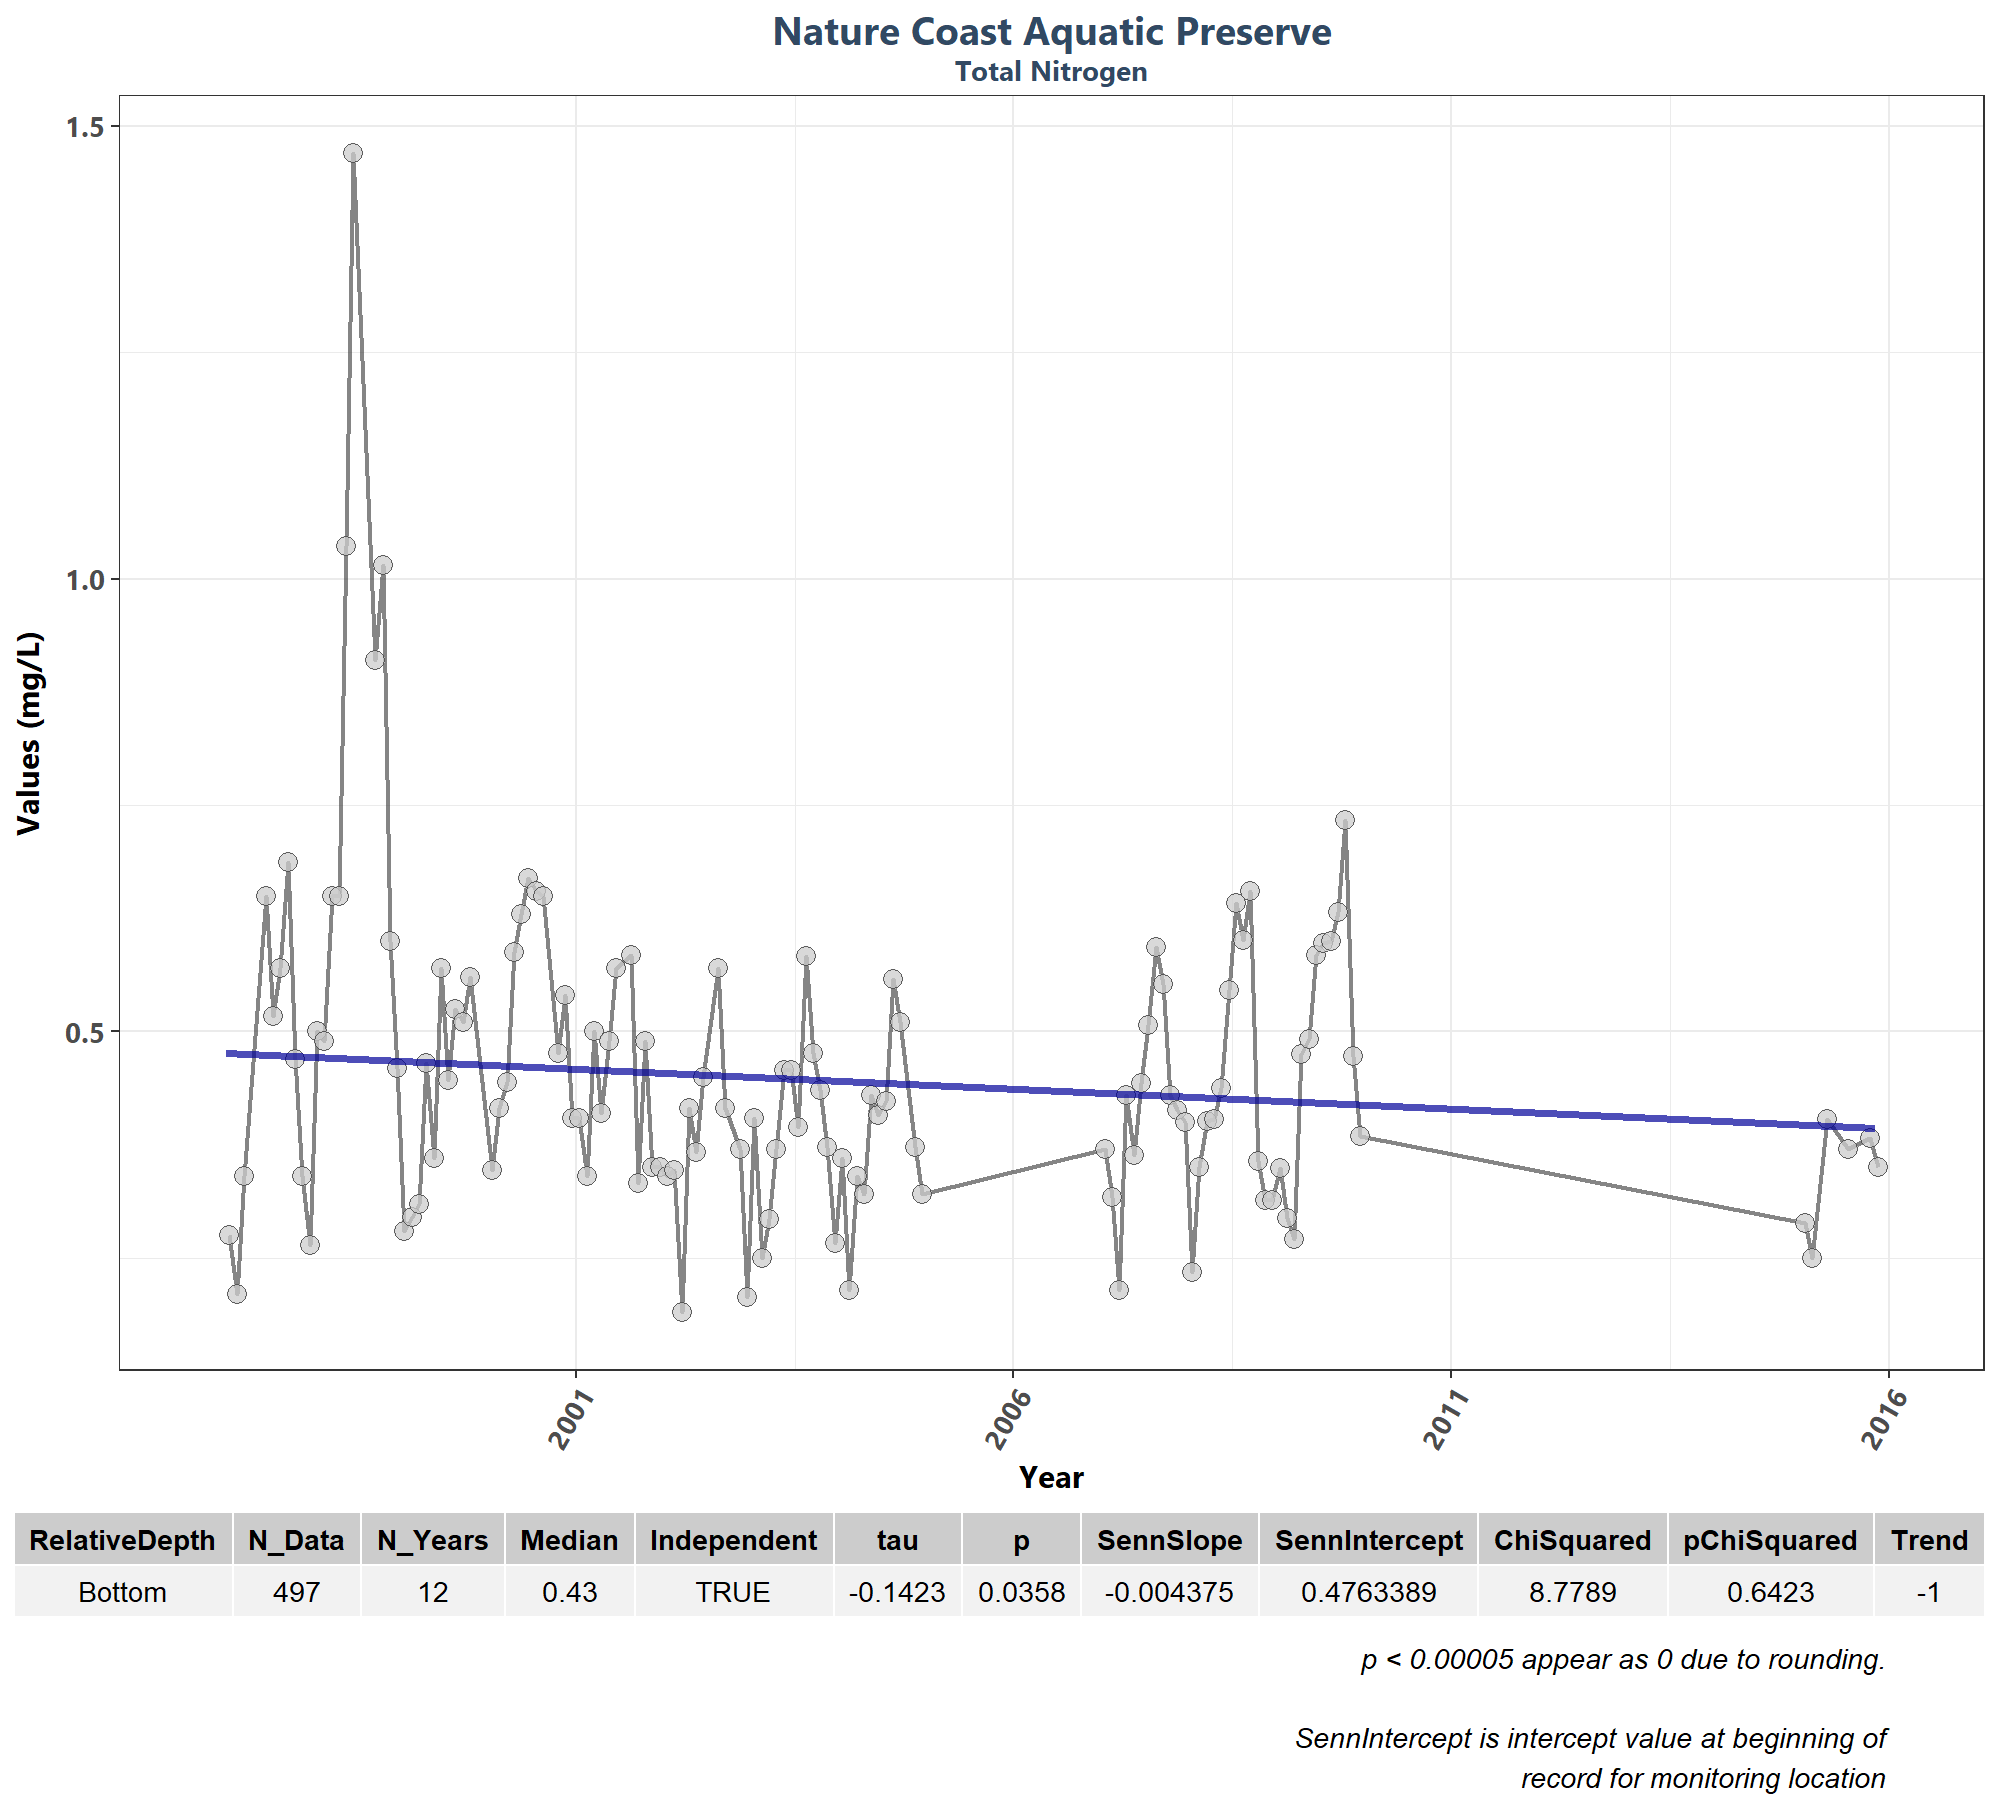 Nature Coast Aquatic Preserve
Total Nitrogen
1.5
1.0
0.5
Values (mg/L)
2001
2006
2011
2016
Year
RelativeDepth N_Data N_Years Median Independent tau p SennSlope SennIntercept ChiSquared pChiSquared Trend
Bottom 497 12 0.43 TRUE -0.1423 0.0358 -0.004375 0.4763389 8.7789 0.6423 -1
p < 0.00005 appear as 0 due to rounding.
SennIntercept is intercept value at beginning of
record for monitoring location